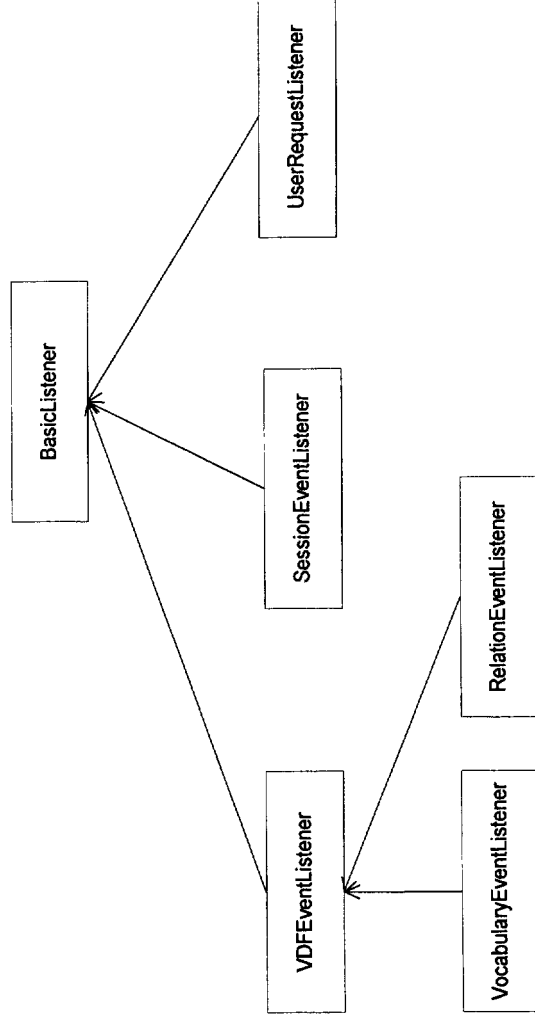 BasicListener
VDFEventListener
SessionEventListener
UserRequestListener
VocabularyEventListener
RelationEventListener